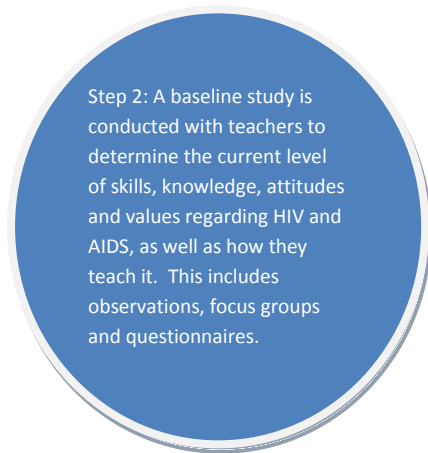 Step 2: A baseline study is
conducted with teachers to
determine the current level
of skills, knowledge, attitudes
and values regarding HIV and
AIDS, as well as how they
teach it.  This includes
observations, focus groups
and questionnaires.